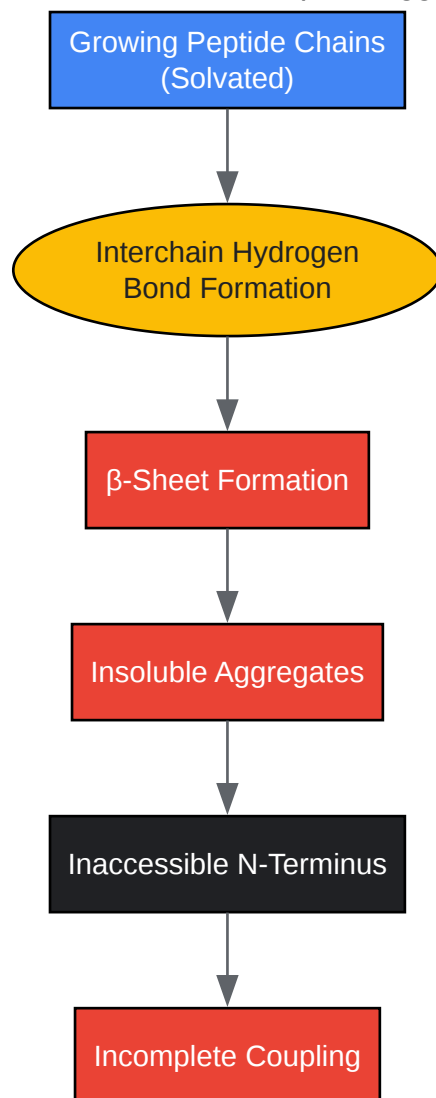 Growing Peptide Chains
(Solvated)
Interchain Hydrogen
Bond Formation
β-Sheet Formation
Insoluble Aggregates
Inaccessible N-Terminus
Incomplete Coupling